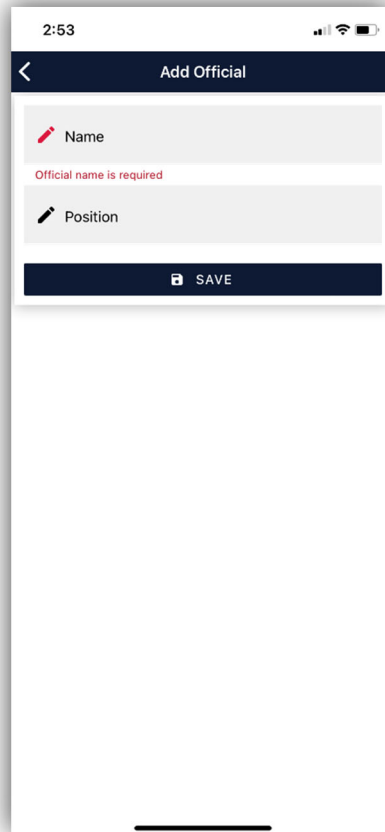 2:53
Add Official
Name
Official name is required
Position
SAVE